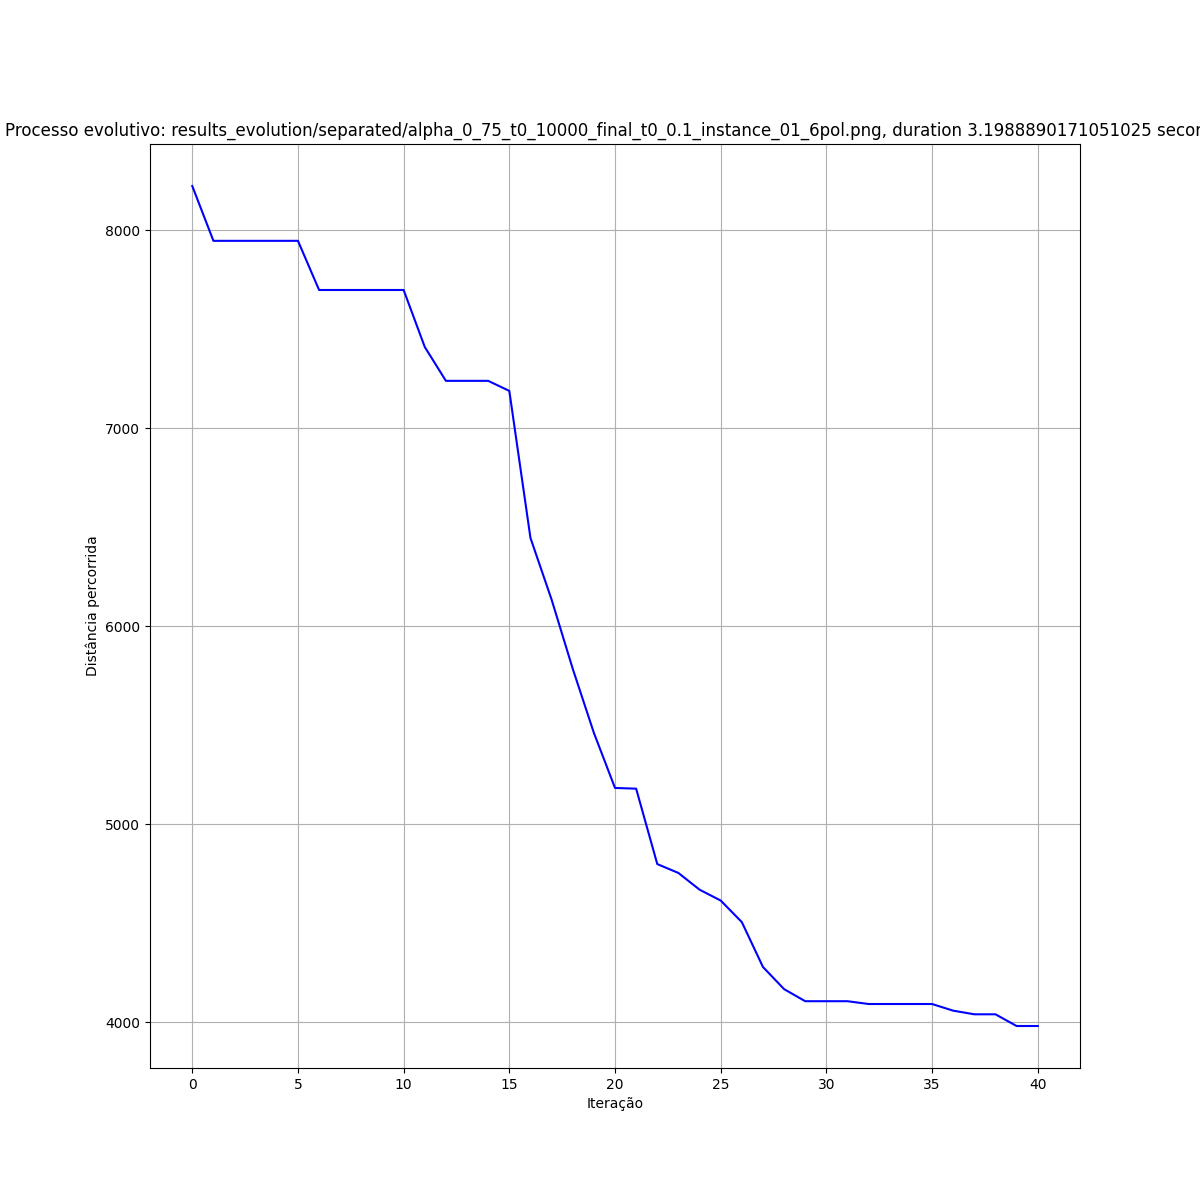 Processo evolutivo: results_evolution/separated/alpha_0_75_t0_10000_final_t0_0.1_instance_01_6pol.png, duration 3.1988890171051025
8000
7000
6000
5000
4000
Distância percorrida
0 5 10 15 20 25 30 35 40
Iteração